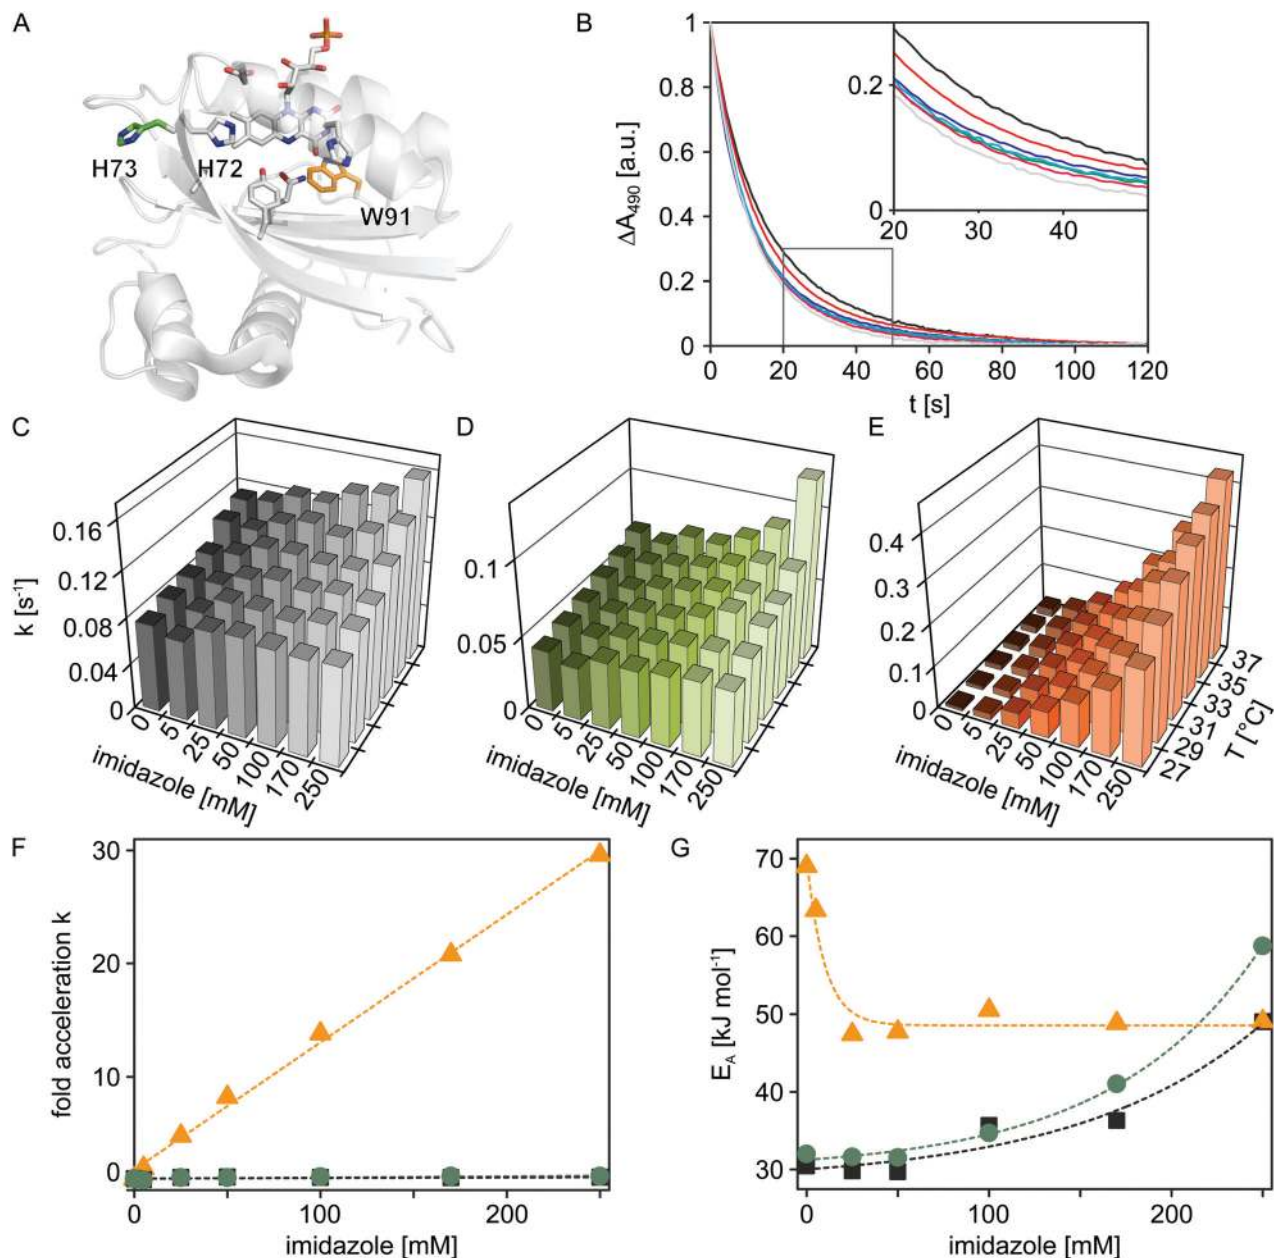 A
H73
H72
W91
B
1
0.8
0.6
0.4
0.2
0
ΔA490 [a.u.]
0 20 40 60 80 100 120
t [s]
0.2
0
20 30 40
C
k [s-1]
0.16
0.12
0.08
0.04
0
0 5 25 50 100 170 250
imidazole [mM]
D
0.1
0.05
0
0 5 25 50 100 170 250
imidazole [mM]
E
0.4
0.3
0.2
0.1
0
0 5 25 50 100 170 250
imidazole [mM]
37
35
33
31
29
27
T [°C]
F
30
20
10
0
fold acceleration k
0 100 200
imidazole [mM]
G
70
60
50
40
30
EA [kJ mol-1]
0 100 200
imidazole [mM]